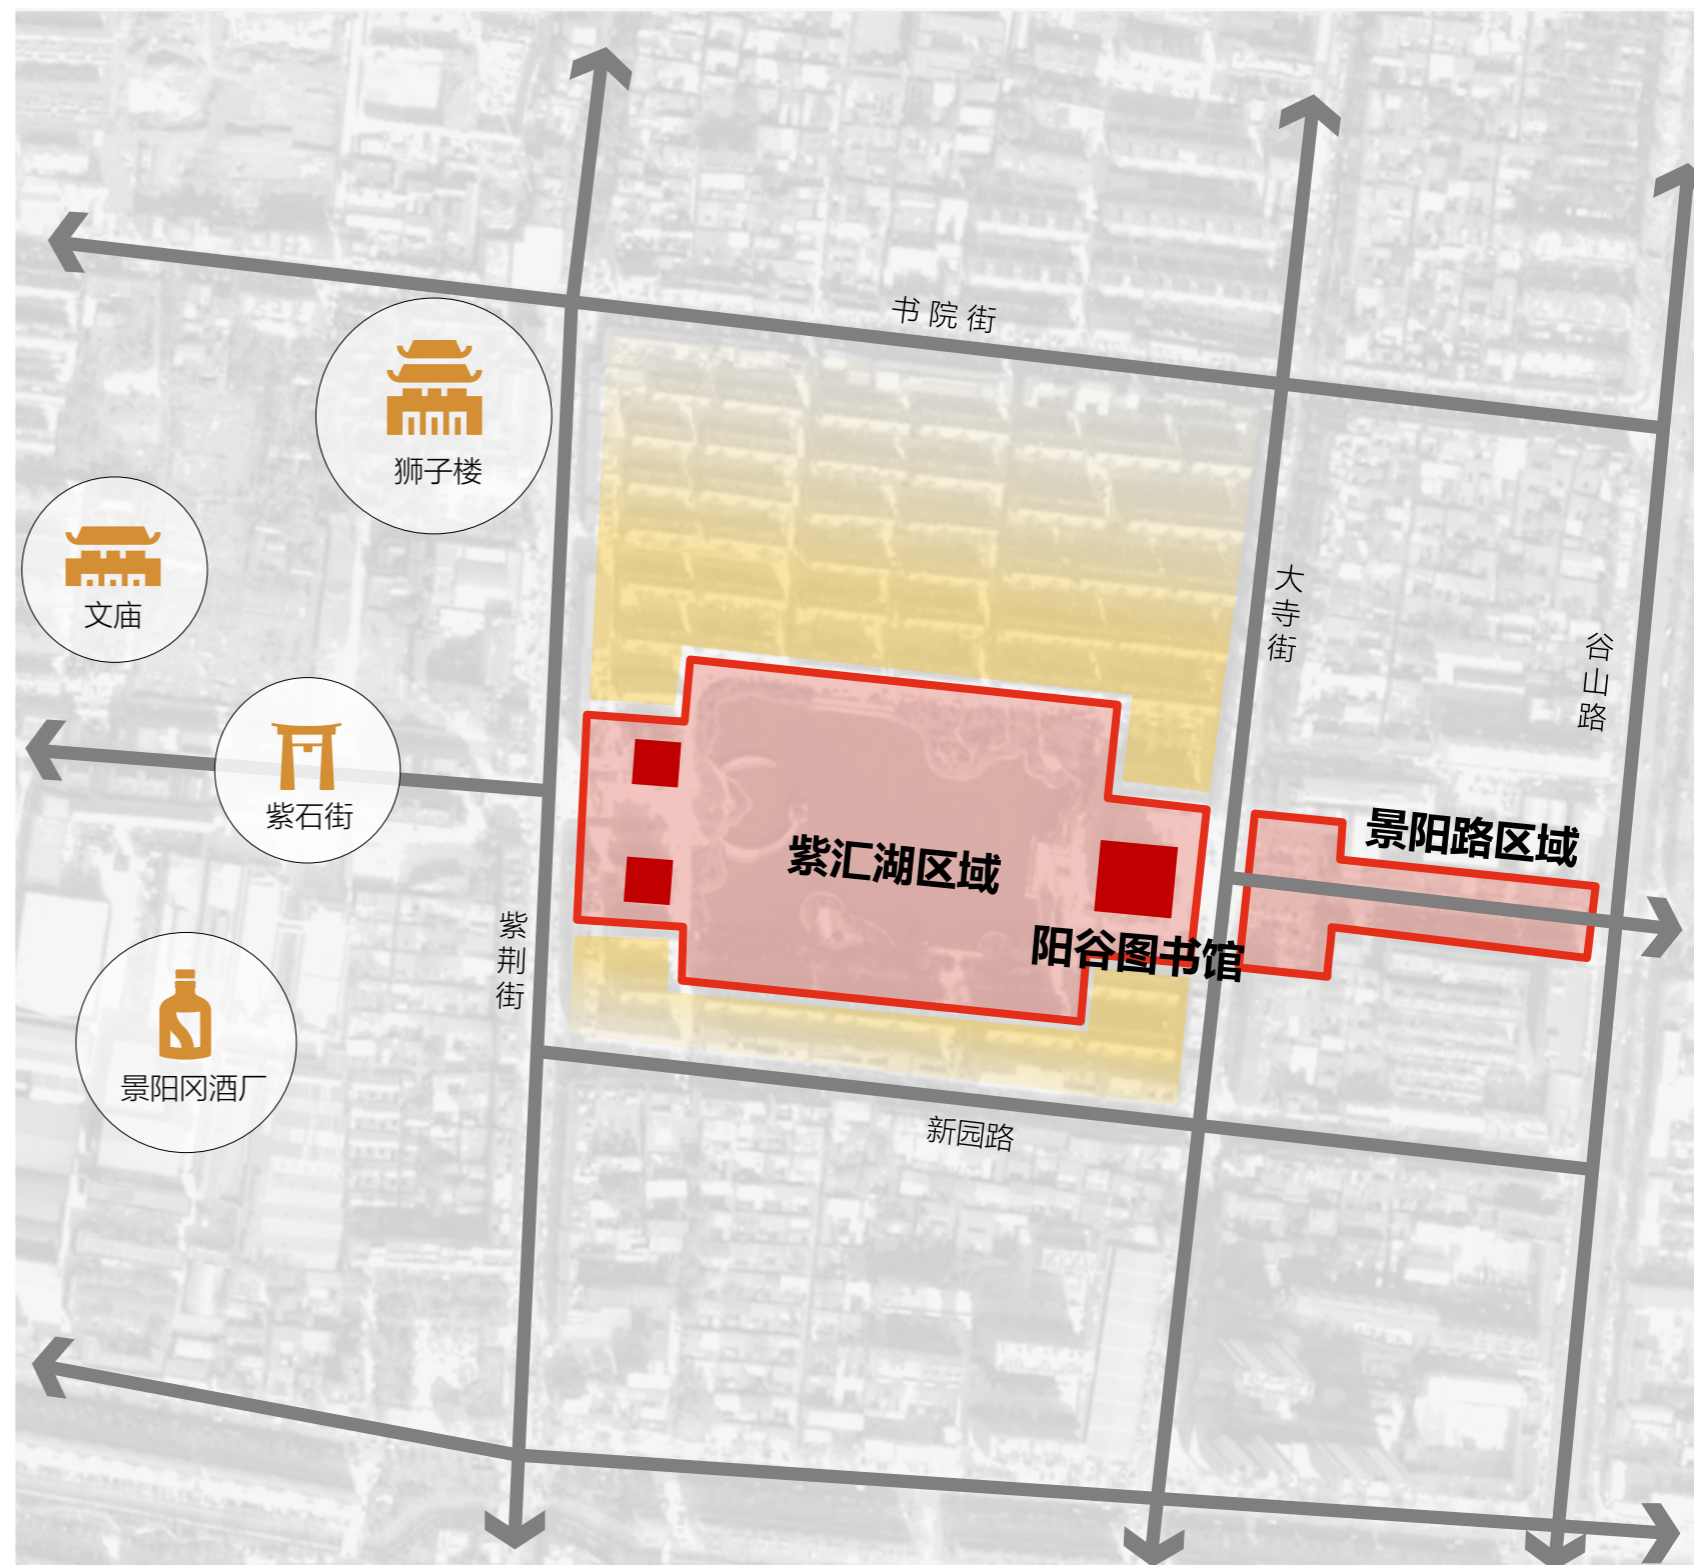 书院街
狮子楼
大寺街
文庙
谷山路
紫石街
景阳路区域
紫汇湖区域
阳谷图书馆
紫荆街
景阳冈酒厂
新园路